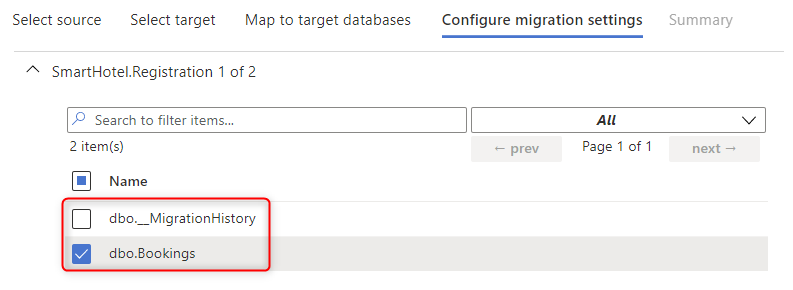 Select source Select target Map to target databases Configure migration settings Summary
SmartHotel.Registration 1 of 2
Search to filter items... All
2 item(s) ← prev Page 1 of 1 next →
Name
dbo.__MigrationHistory
dbo.Bookings